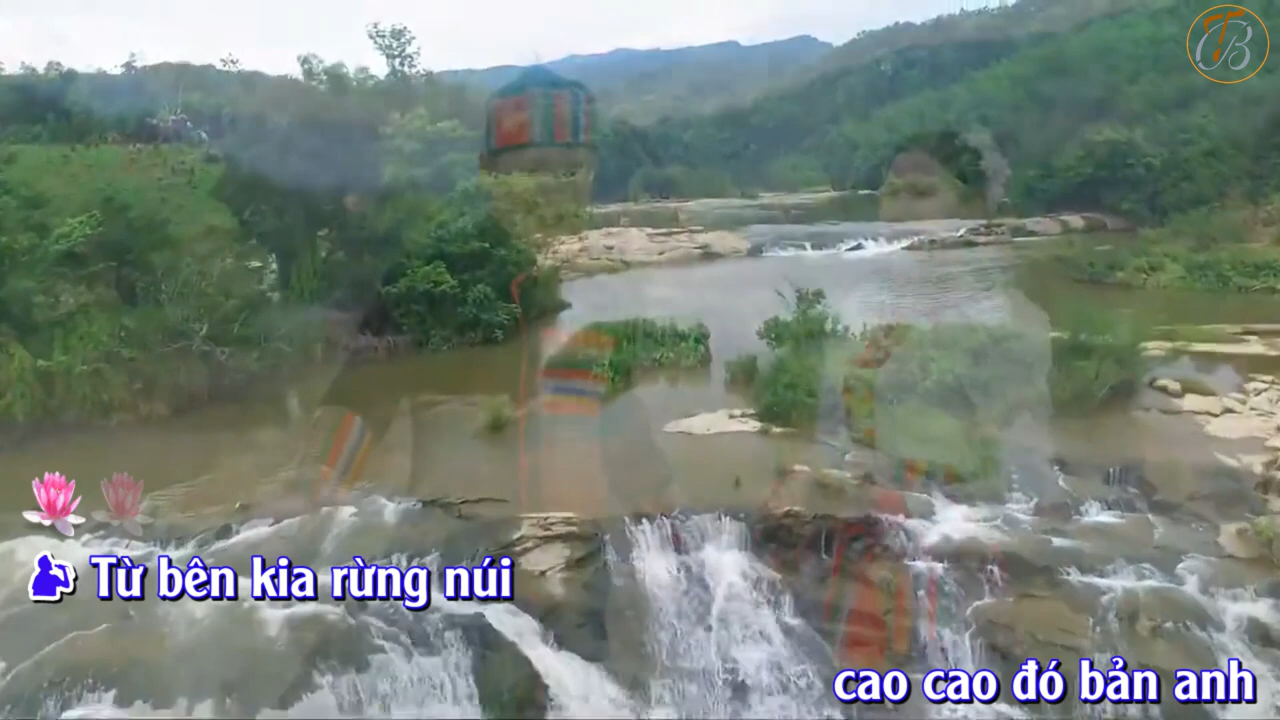 Từ bên kia rừng núi
cao cao đó bản anh